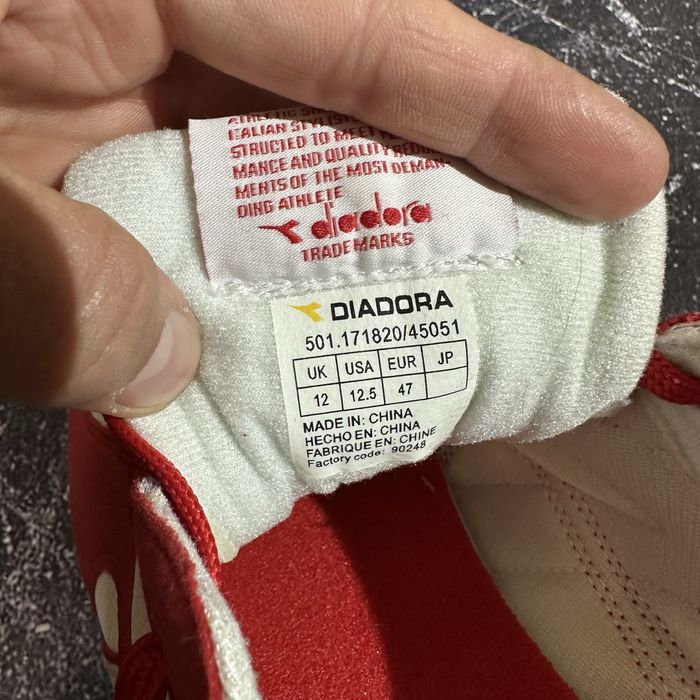 STRUCTED TO MEET
MANCE AND QUALITY
MENTS OF THE MOST DEMAN-
DING ATHLETE
diadora
TRADE MARKS
DIADORA
501.171820/45051
UK USA EUR JP
12 12.5 47
MADE IN: CHINA
HECHO EN: CHINA
FABRIQUE EN: CHINE
Factory code: 90248